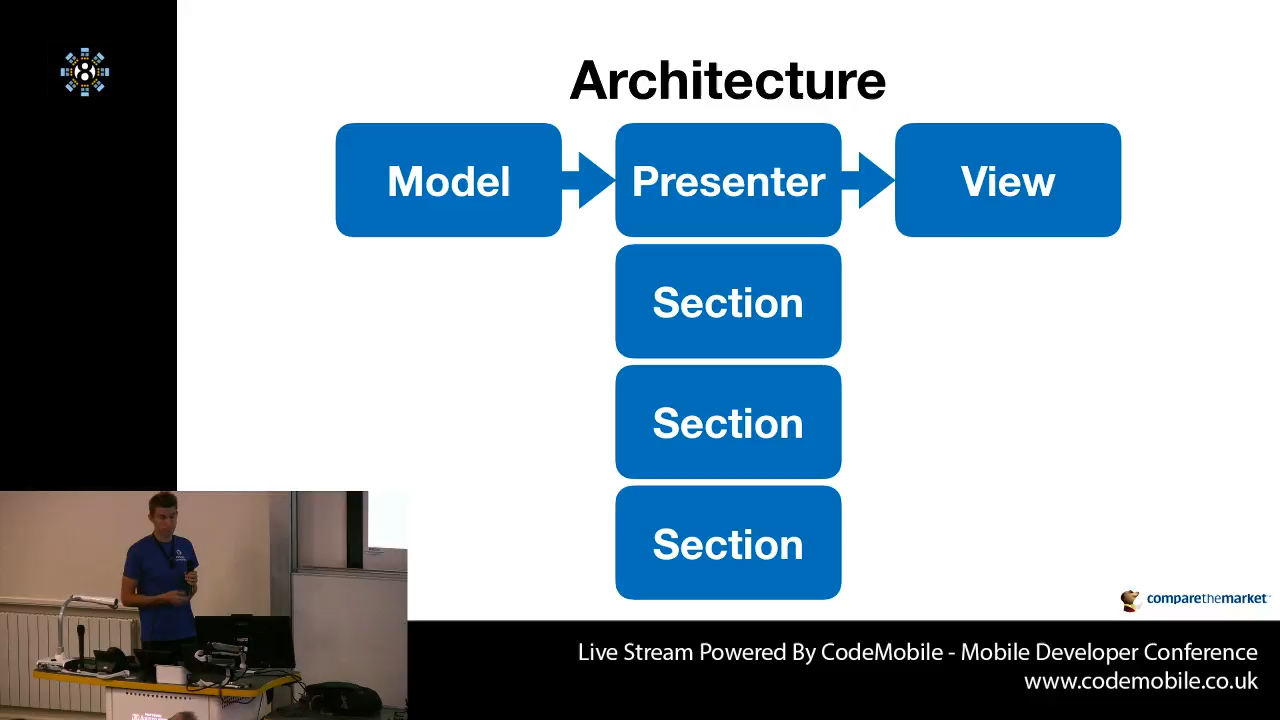 Architecture
Model
Presenter
View
Section
Section
Section
comparethemarket
Live Stream Powered By CodeMobile - Mobile Developer Conference
www.codemobile.co.uk